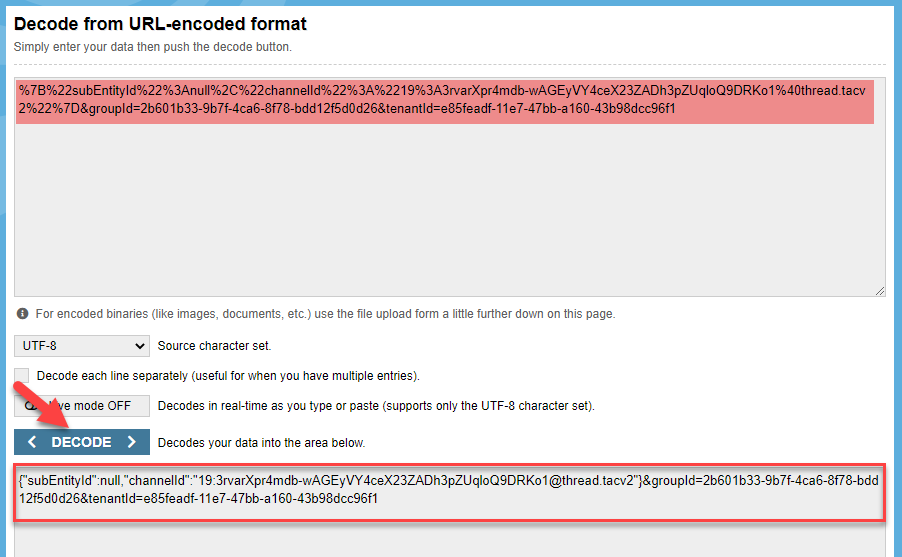 Decode from URL-encoded format
Simply enter your data then push the decode button.
%7B%22subEntityId%22%3Anull%2C%22channelId%22%3A%2219%3A3rvarXpr4mdb-wAGEyVY4ceX23ZADh3pZUqloQ9DRKo1%40thread.tacv
2%22%7D&groupId=2b601b33-9b7f-4ca6-8f78-bdd12f5d0d26&tenantId=e85feadf-11e7-47bb-a160-43b98dcc96f1
For encoded binaries (like images, documents, etc.) use the file upload form a little further down on this page.
UTF-8 Source character set.
Decode each line separately (useful for when you have multiple entries).
mode OFF Decodes in real-time as you type or paste (supports only the UTF-8 character set).
< DECODE > Decodes your data into the area below.
{"subEntityId":null,"channelId":"19:3rvarXpr4mdb-wAGEyVY4ceX23ZADh3pZUqloQ9DRKo1@thread.tacv2"}&groupId=2b601b33-9b7f-4ca6-8f78-bdd
12f5d0d26&tenantId=e85feadf-11e7-47bb-a160-43b98dcc96f1